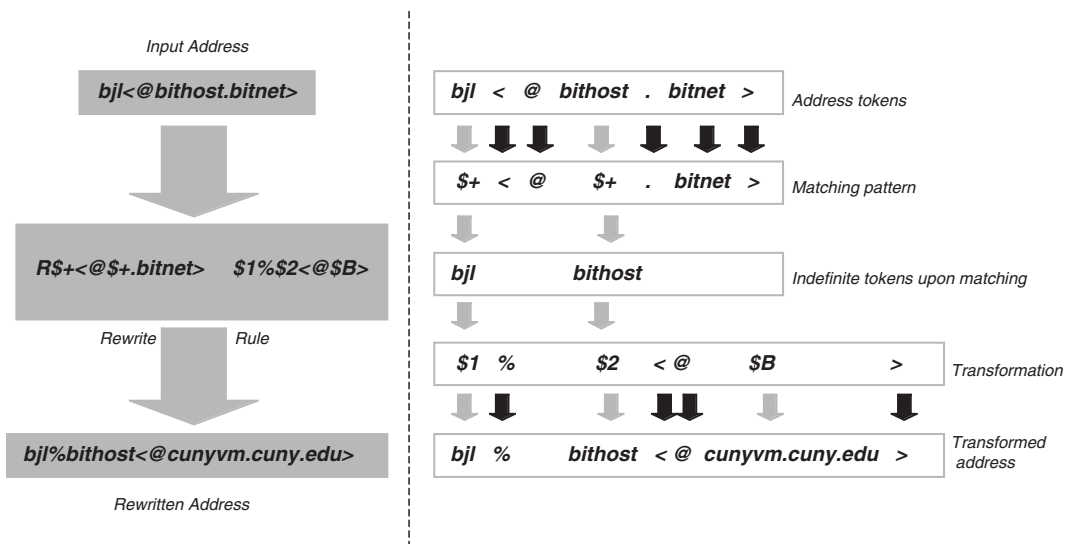 Input Address
bjl<@bithost.bitnet>
R$+<@$+.bitnet> $1%$2<@$B>
Rewrite Rule
bjl%bithost<@cunyvm.cuny.edu>
Rewritten Address
bjl < @ bithost . bitnet >
Address tokens
$+ < @ $+ . bitnet >
Matching pattern
bjl bithost
Indefinite tokens upon matching
$1 % $2 < @ $B >
Transformation
bjl % bithost < @ cunyvm.cuny.edu >
Transformed
address